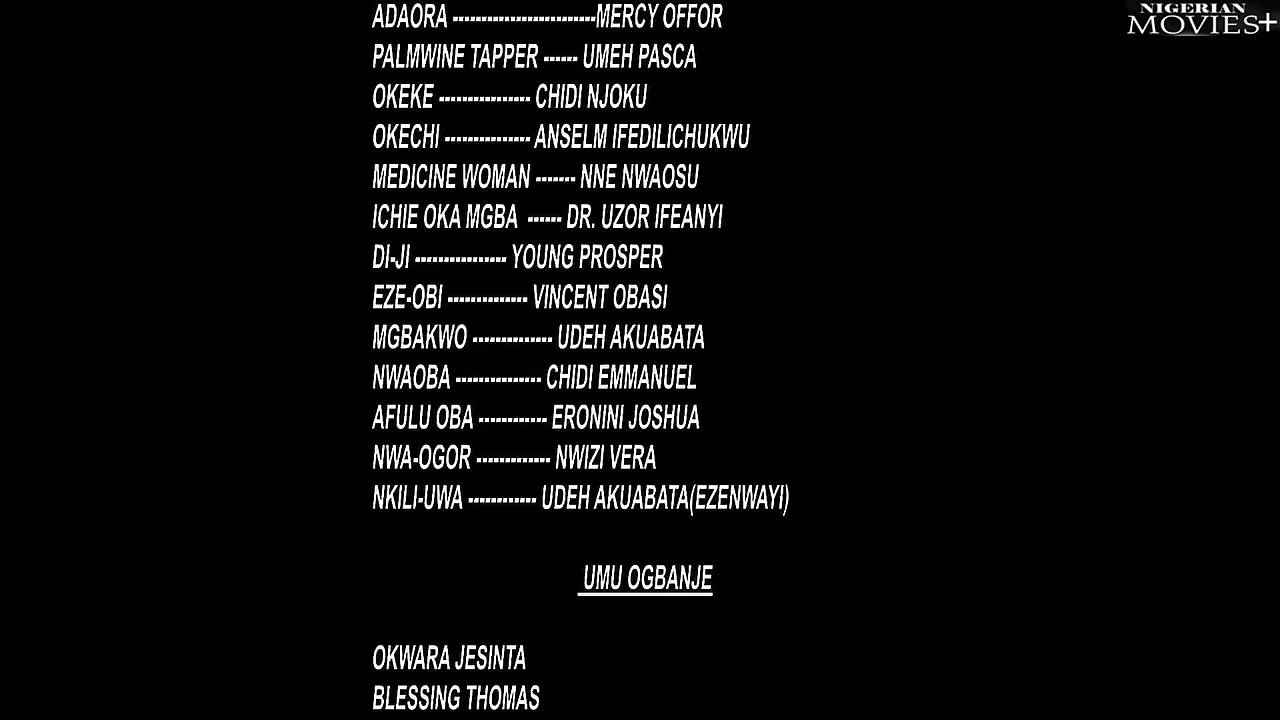 NIGERIAN
MOVIES+
ADAORA -------------------------MERCY OFFOR
PALMWINE TAPPER ------ UMEH PASCA
OKEKE ---------------- CHIDI NJOKU
OKECHI --------------- ANSELM IFEDILICHUKWU
MEDICINE WOMAN ------- NNE NWAOSU
ICHIE OKA MGBA ------ DR. UZOR IFEANYI
DI-JI ---------------- YOUNG PROSPER
EZE-OBI -------------- VINCENT OBASI
MGBAKWO -------------- UDEH AKUABATA
NWAOBA --------------- CHIDI EMMANUEL
AFULU OBA ------------ ERONINI JOSHUA
NWA-OGOR ------------- NWIZI VERA
NKILI-UWA ------------ UDEH AKUABATA(EZENWAYI)
UMU OGBANJE
OKWARA JESINTA
BLESSING THOMAS